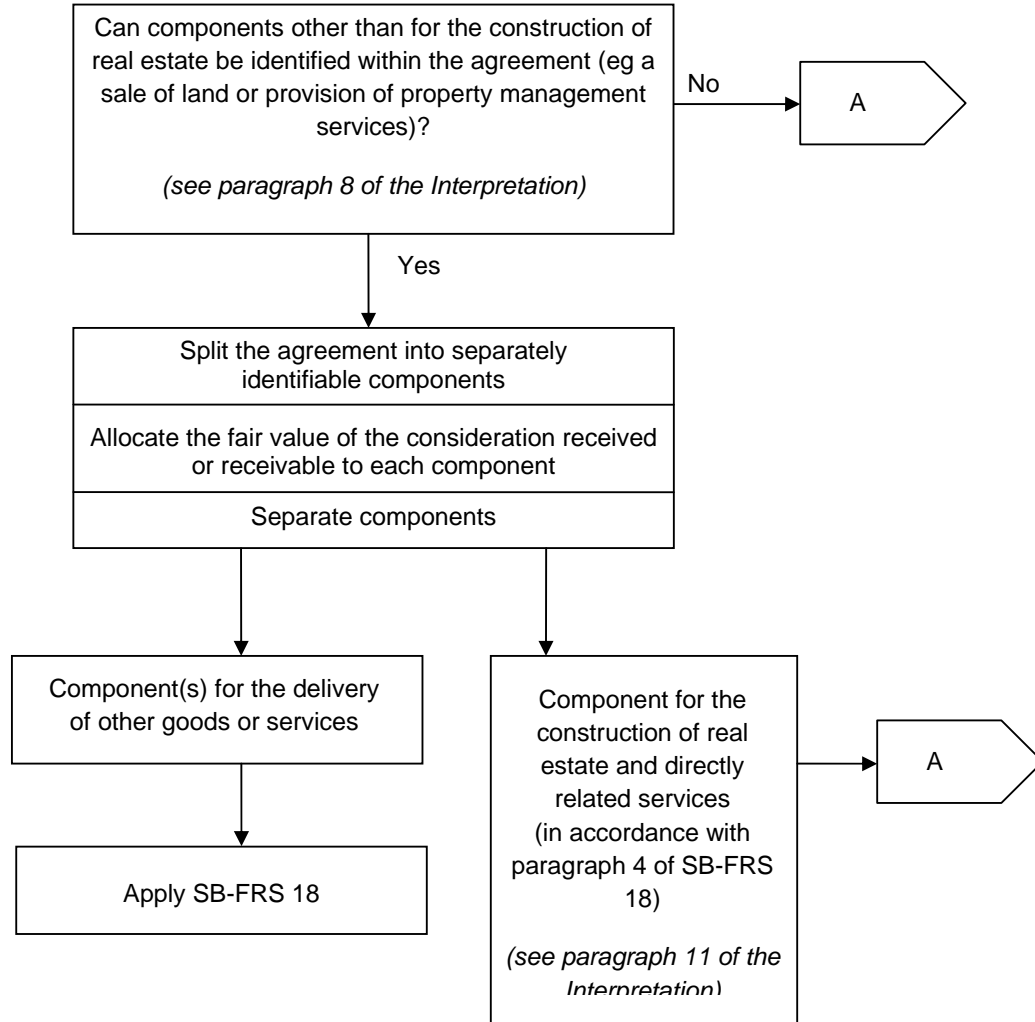 Can components other than for the construction of
real estate be identified within the agreement (eg a
sale of land or provision of property management
services)?
(see paragraph 8 of the Interpretation)
No
A
Yes
Split the agreement into separately
identifiable components
Allocate the fair value of the consideration received
or receivable to each component
Separate components
Component(s) for the delivery
of other goods or services
Apply SB-FRS 18
Component for the
construction of real
estate and directly
related services
(in accordance with
paragraph 4 of SB-FRS
18)
(see paragraph 11 of the
Interpretation)
A